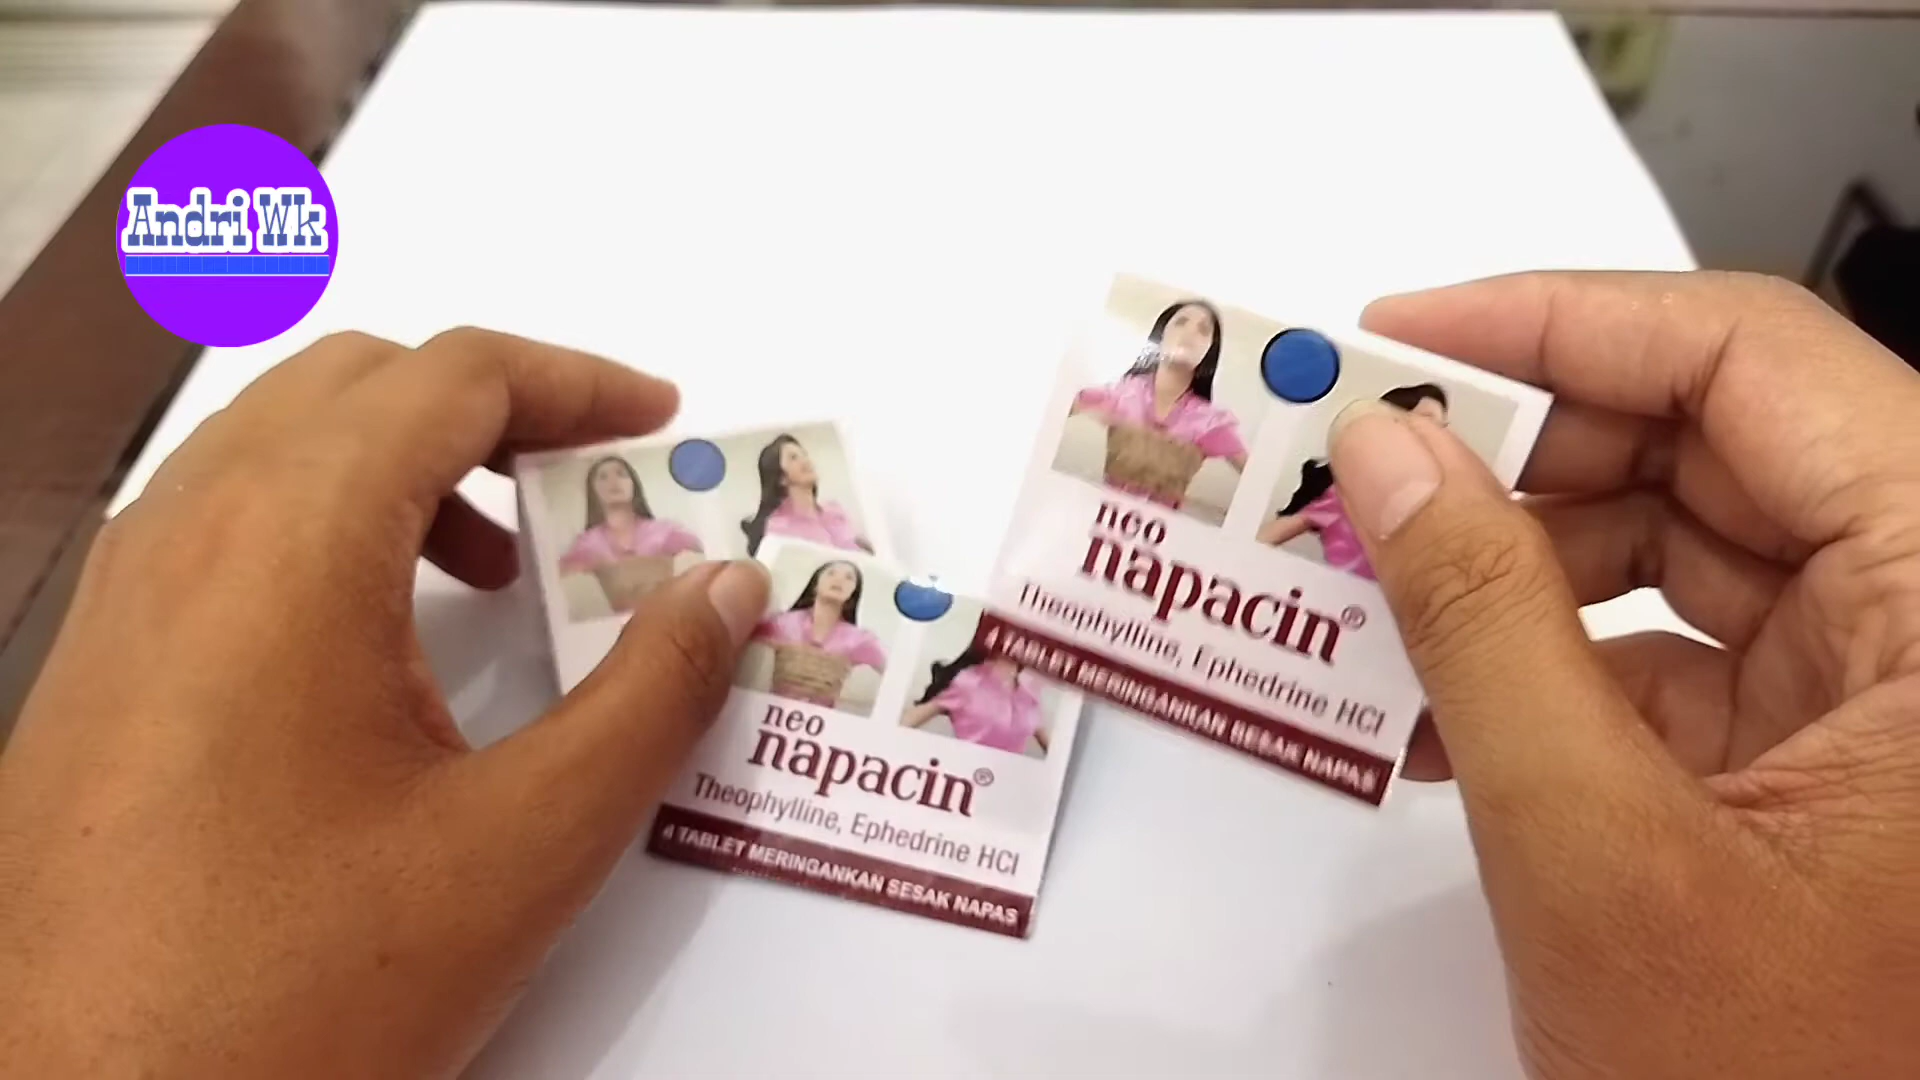 Andri Wk
neo
napacin®
Theophylline, Ephedrine HCl
4 TABLET MERINGANKAN SESAK NAPAS
neo
napacin®
Theophylline, Ephedrine HCl
4 TABLET MERINGANKAN SESAK NAPAS